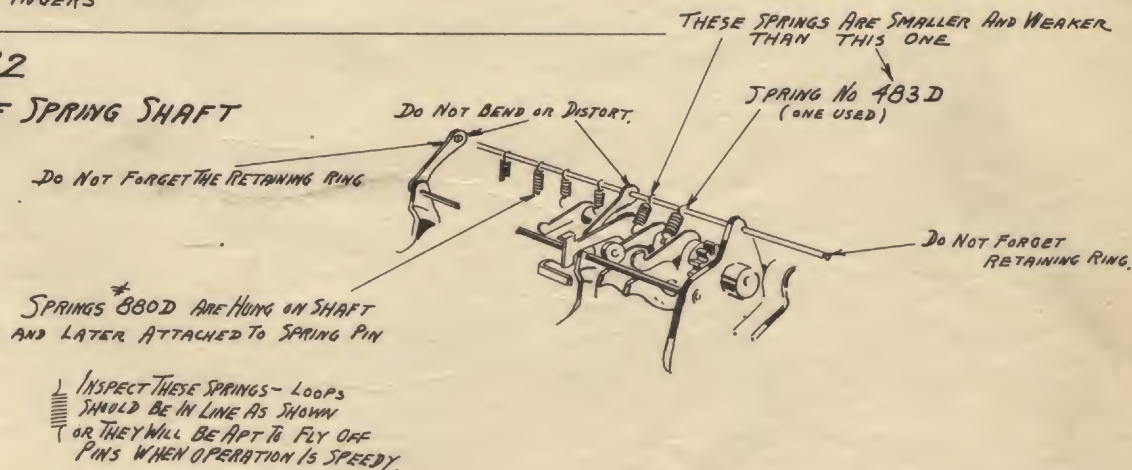 FINGERS
THESE SPRINGS ARE SMALLER AND WEAKER
THAN THIS ONE
2
SPRING SHAFT
DO NOT BEND OR DISTORT.
SPRING NO 483D
(ONE USED)
DO NOT FORGET THE RETAINING RING
DO NOT FORGET
RETAINING RING.
SPRINGS #880D ARE HUNG ON SHAFT
AND LATER ATTACHED TO SPRING PIN
INSPECT THESE SPRINGS - LOOPS
SHOULD BE IN LINE AS SHOWN
OR THEY WILL BE APT TO FLY OFF
PINS WHEN OPERATION IS SPEEDY.